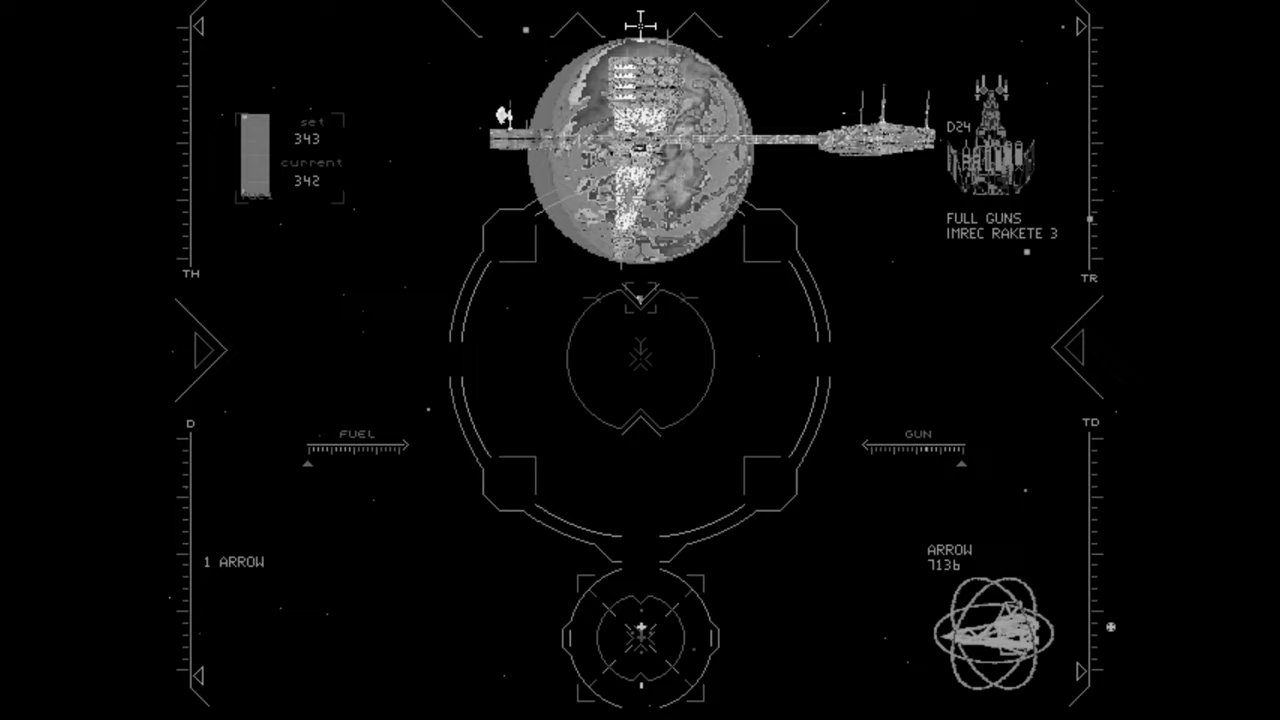 T
set
343
current
342
D24
FULL GUNS
IMREC RAKETE 3
TH
TR
D
TD
FUEL
GUN
1 ARROW
ARROW
7136